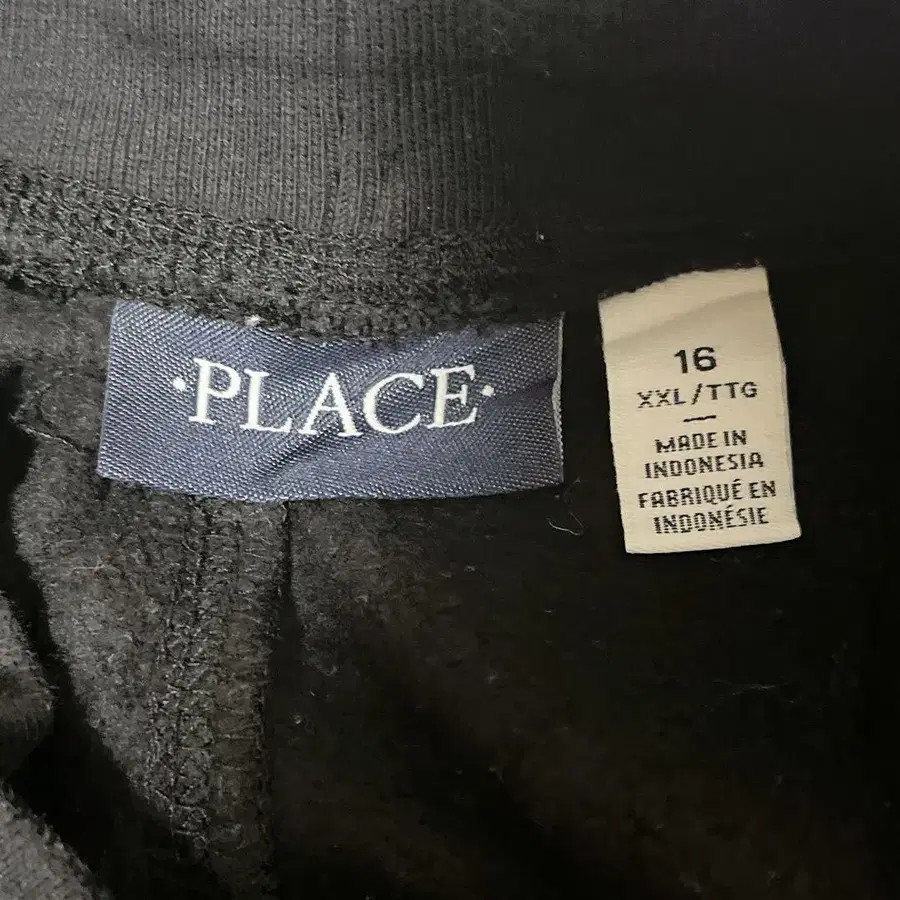 ·PLACE·
16
XXL/TTG
MADE IN
INDONESIA
FABRIQUÉ EN
INDONÉSIE